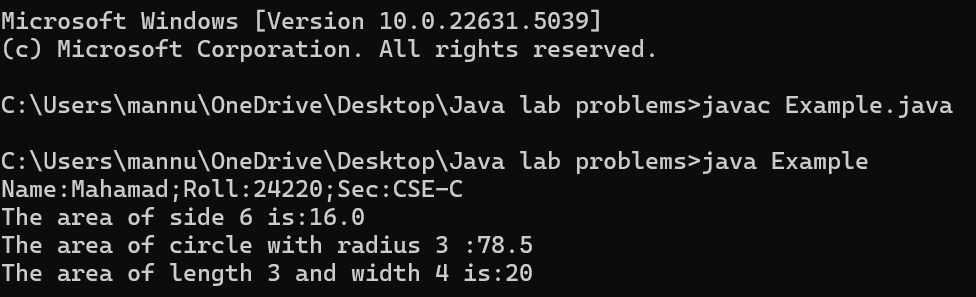 Microsoft Windows [Version 10.0.22631.5039]
(c) Microsoft Corporation. All rights reserved.
C:\Users\mannu\OneDrive\Desktop\Java lab problems>javac Example.java
C:\Users\mannu\OneDrive\Desktop\Java lab problems>java Example
Name:Mahamad;Roll:24220;Sec:CSE-C
The area of side 6 is:16.0
The area of circle with radius 3 :78.5
The area of length 3 and width 4 is:20